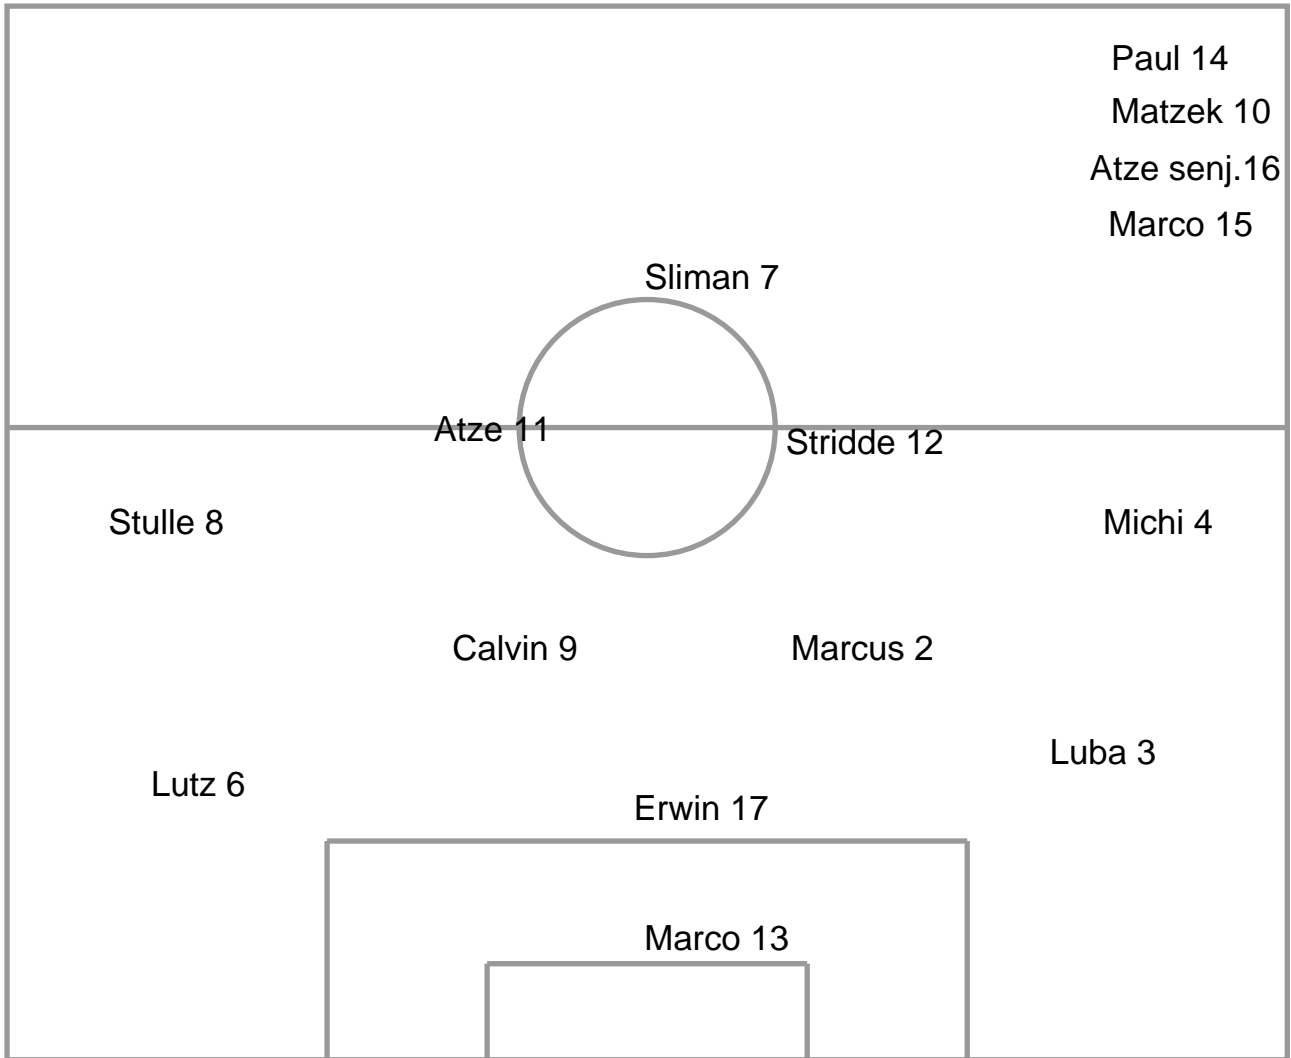 Paul 14
Matzek 10
Atze senj.16
Marco 15
Sliman 7
Atze 11
Stridde 12
Stulle 8
Michi 4
Calvin 9
Marcus 2
Luba 3
Lutz 6
Erwin 17
Marco 13